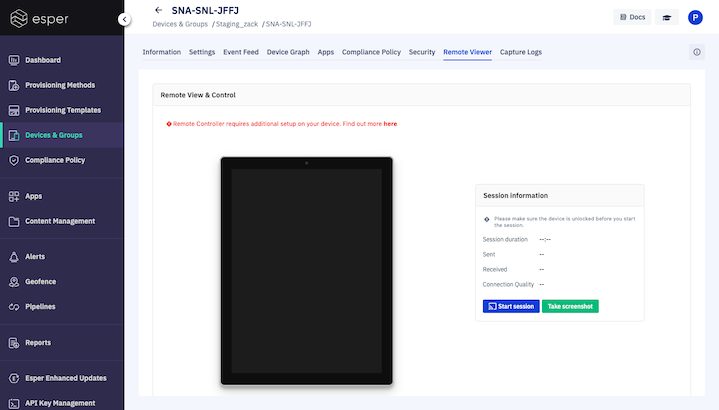 esper
SNA-SNL-JFFJ
Devices & Groups / Staging_zack / SNA-SNL-JFFJ
Docs
P
Dashboard
Provisioning Methods
Provisioning Templates
Devices & Groups
Compliance Policy
Apps
Content Management
Alerts
Geofence
Pipelines
Reports
Esper Enhanced Updates
API Key Management
Information Settings Event Feed Device Graph Apps Compliance Policy Security Remote Viewer Capture Logs
Remote View & Control
Remote Controller requires additional setup on your device. Find out more here
Session information
Please make sure the device is unlocked before you start
the session.
Session duration --:--
Sent --
Received --
Connection Quality --
Start session Take screenshot